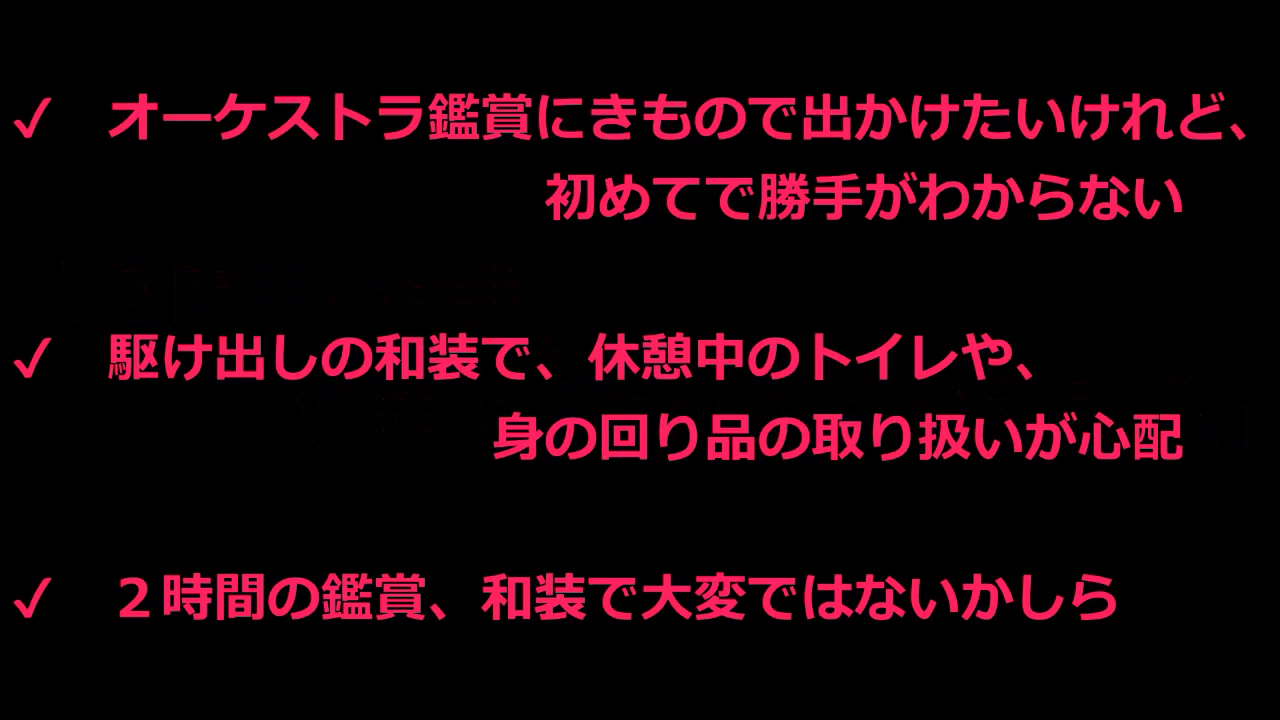 ✓ オーケストラ鑑賞にきもので出かけたいけれど、
初めてで勝手がわからない
✓ 駆け出しの和装で、休憩中のトイレや、
身の回り品の取り扱いが心配
✓ ２時間の鑑賞、和装で大変ではないかしら